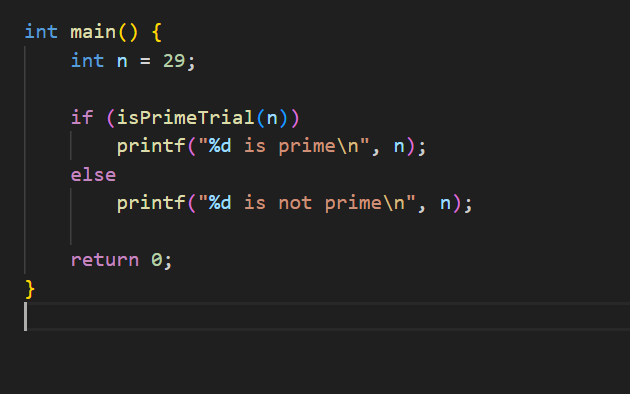 int main() {
    int n = 29;

    if (isPrimeTrial(n))
        printf("%d is prime\n", n);
    else
        printf("%d is not prime\n", n);

    return 0;
}